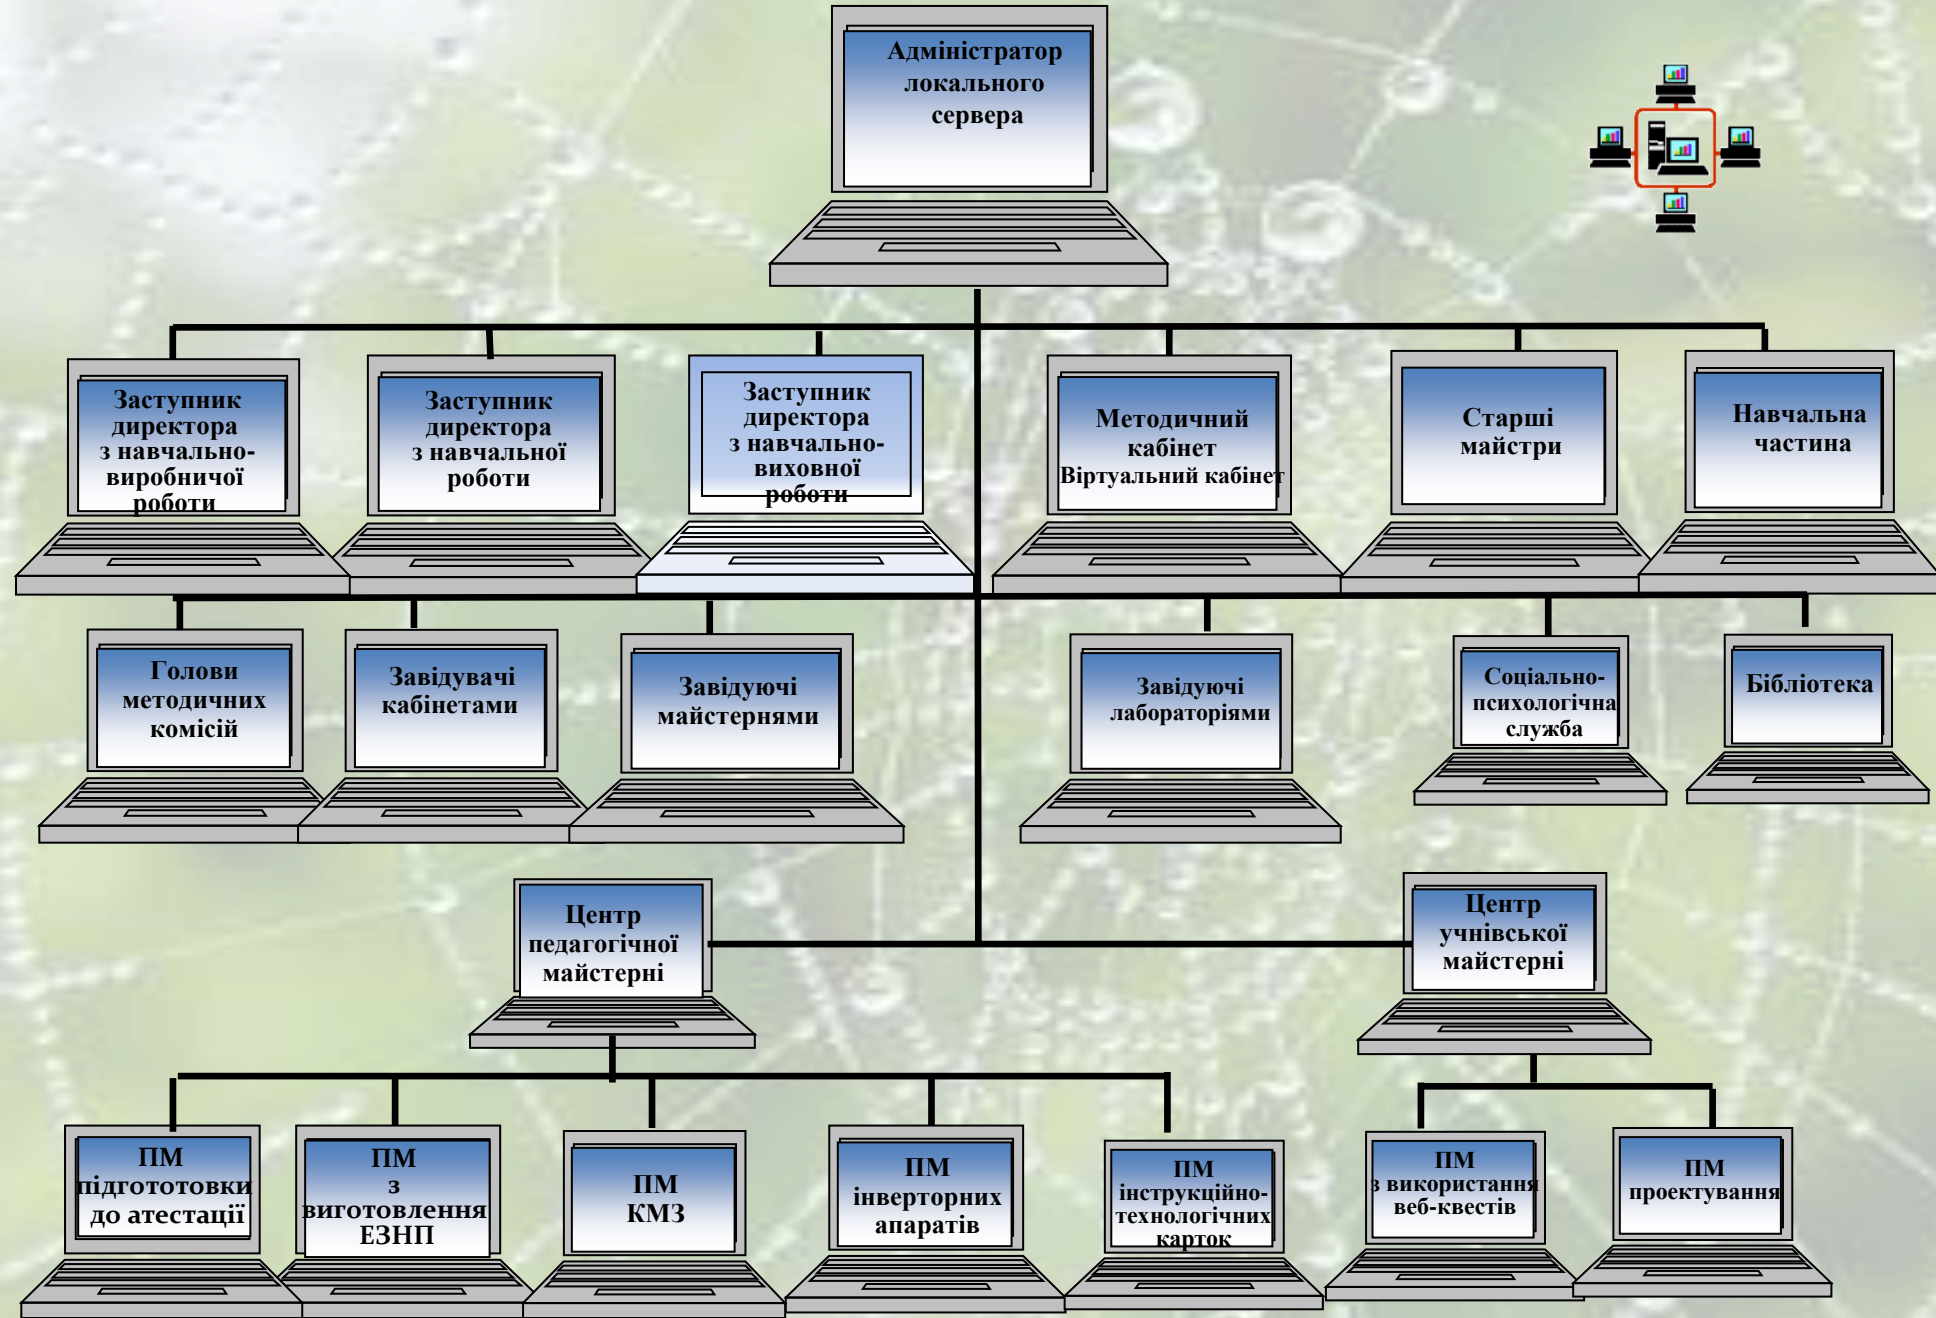 Адміністратор
локального
сервера
Заступник
директора
з навчально-
виробничої
роботи
Заступник
директора
з навчальної
роботи
Заступник
директора
з навчально-
виховної
роботи
Методичний
кабінет
Віртуальний кабінет
Старші
майстри
Навчальна
частина
Голови
методичних
комісій
Завідувачі
кабінетами
Завідуючі
майстернями
Завідуючі
лабораторіями
Соціально-
психологічна
служба
Бібліотека
Центр
педагогічної
майстерні
Центр
учнівської
майстерні
ПМ
підгототовки
до атестації
ПМ
з
виготовлення
ЕЗНП
ПМ
КМЗ
ПМ
інверторних
апаратів
ПМ
інструкційно-
технологічних
карток
ПМ
з використання
веб-квестів
ПМ
проектування